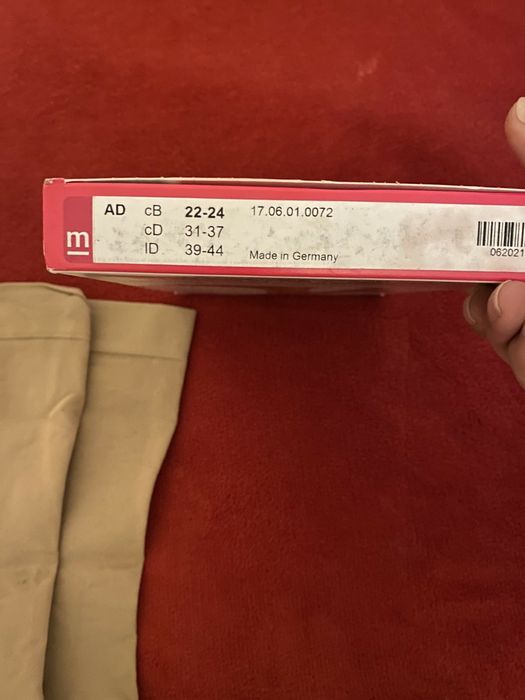 m
AD cB 22-24 17.06.01.0072
cD 31-37
ID 39-44 Made in Germany
062021